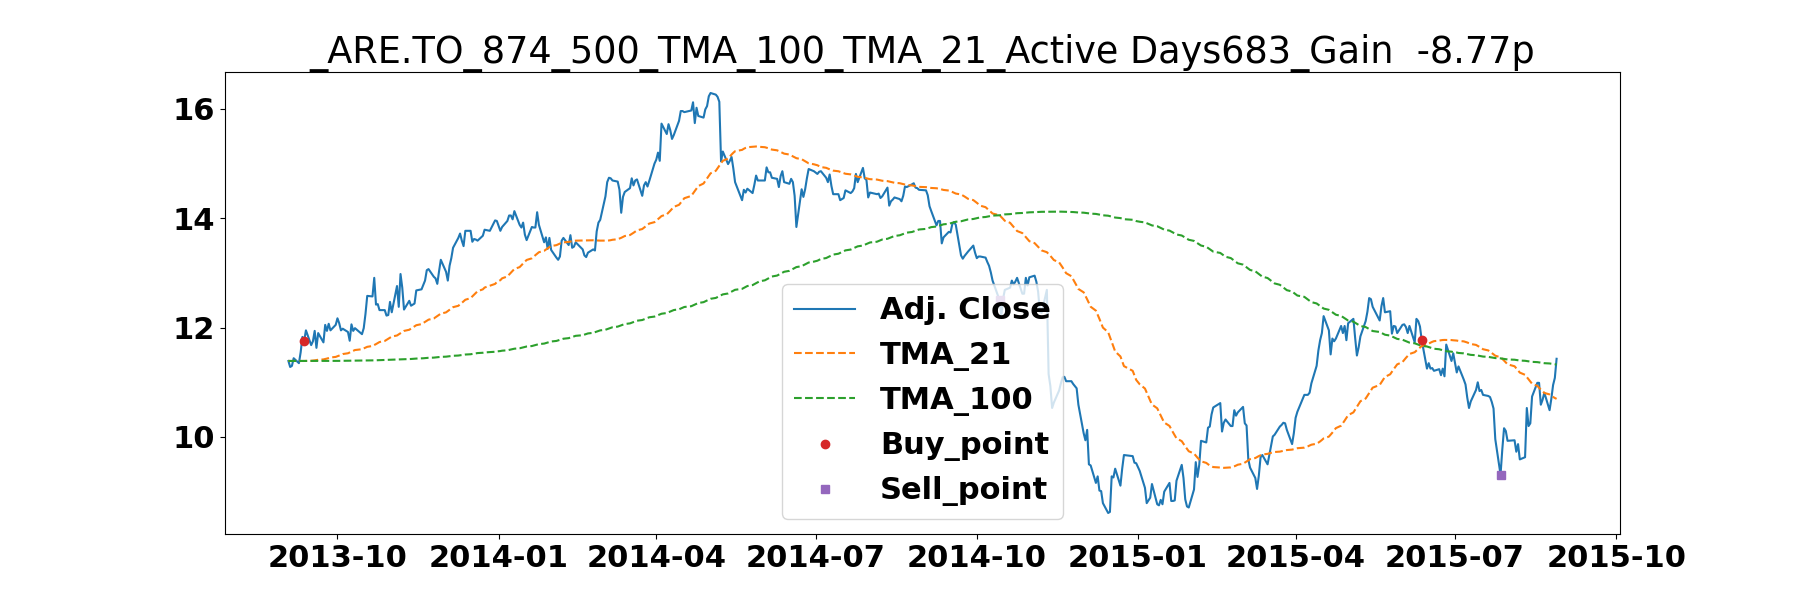 _ARE.TO_874_500_TMA_100_TMA_21_Active Days683_Gain  -8.77p
16
14
12
10
Adj. Close
TMA_21
TMA_100
Buy_point
Sell_point
2013-10 2014-01 2014-04 2014-07 2014-10 2015-01 2015-04 2015-07 2015-10